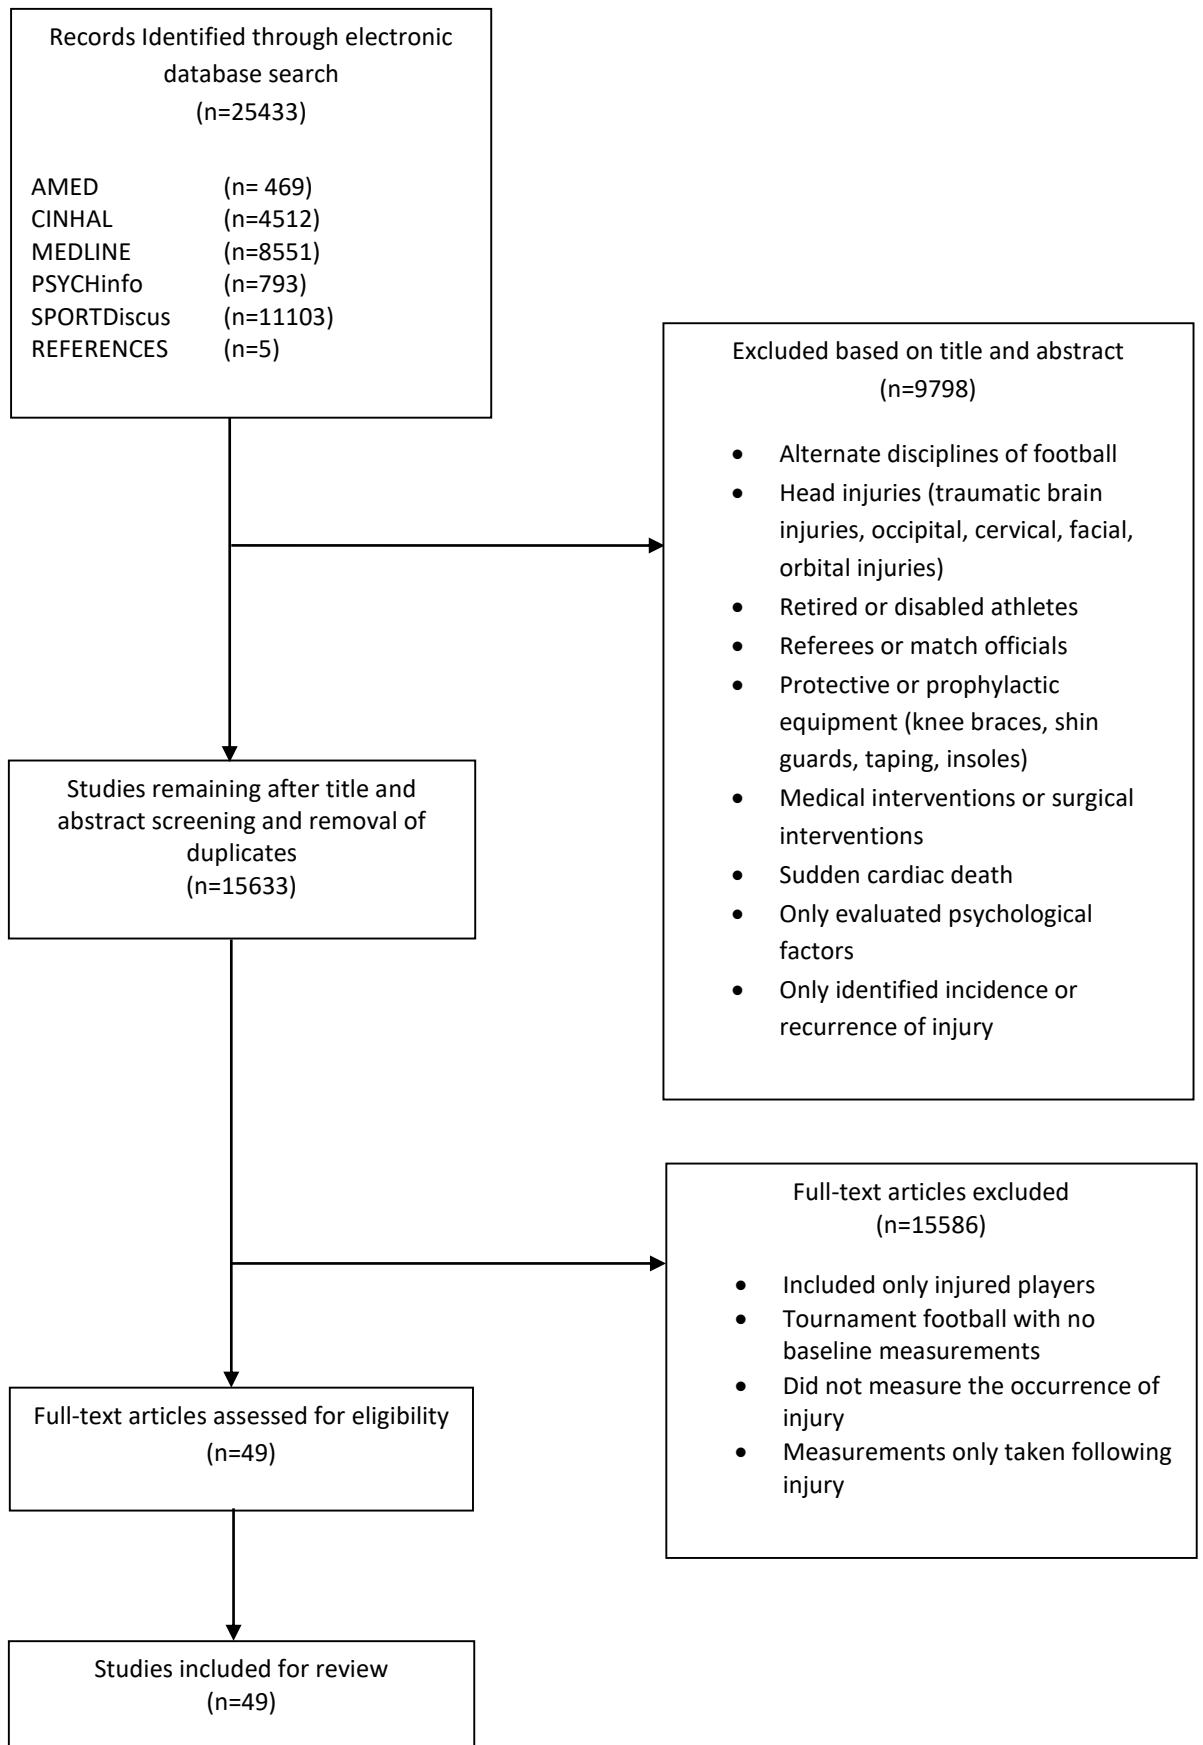 Records Identified through electronic
database search
(n=25433)
AMED (n= 469)
CINHAL (n=4512)
MEDLINE (n=8551)
PSYCHinfo (n=793)
SPORTDiscus (n=11103)
REFERENCES (n=5)
Excluded based on title and abstract
(n=9798)
• Alternate disciplines of football
• Head injuries (traumatic brain
injuries, occipital, cervical, facial,
orbital injuries)
• Retired or disabled athletes
• Referees or match officials
• Protective or prophylactic
equipment (knee braces, shin
guards, taping, insoles)
• Medical interventions or surgical
interventions
• Sudden cardiac death
• Only evaluated psychological
factors
• Only identified incidence or
recurrence of injury
Studies remaining after title and
abstract screening and removal of
duplicates
(n=15633)
Full-text articles excluded
(n=15586)
• Included only injured players
• Tournament football with no
baseline measurements
• Did not measure the occurrence of
injury
• Measurements only taken following
injury
Full-text articles assessed for eligibility
(n=49)
Studies included for review
(n=49)